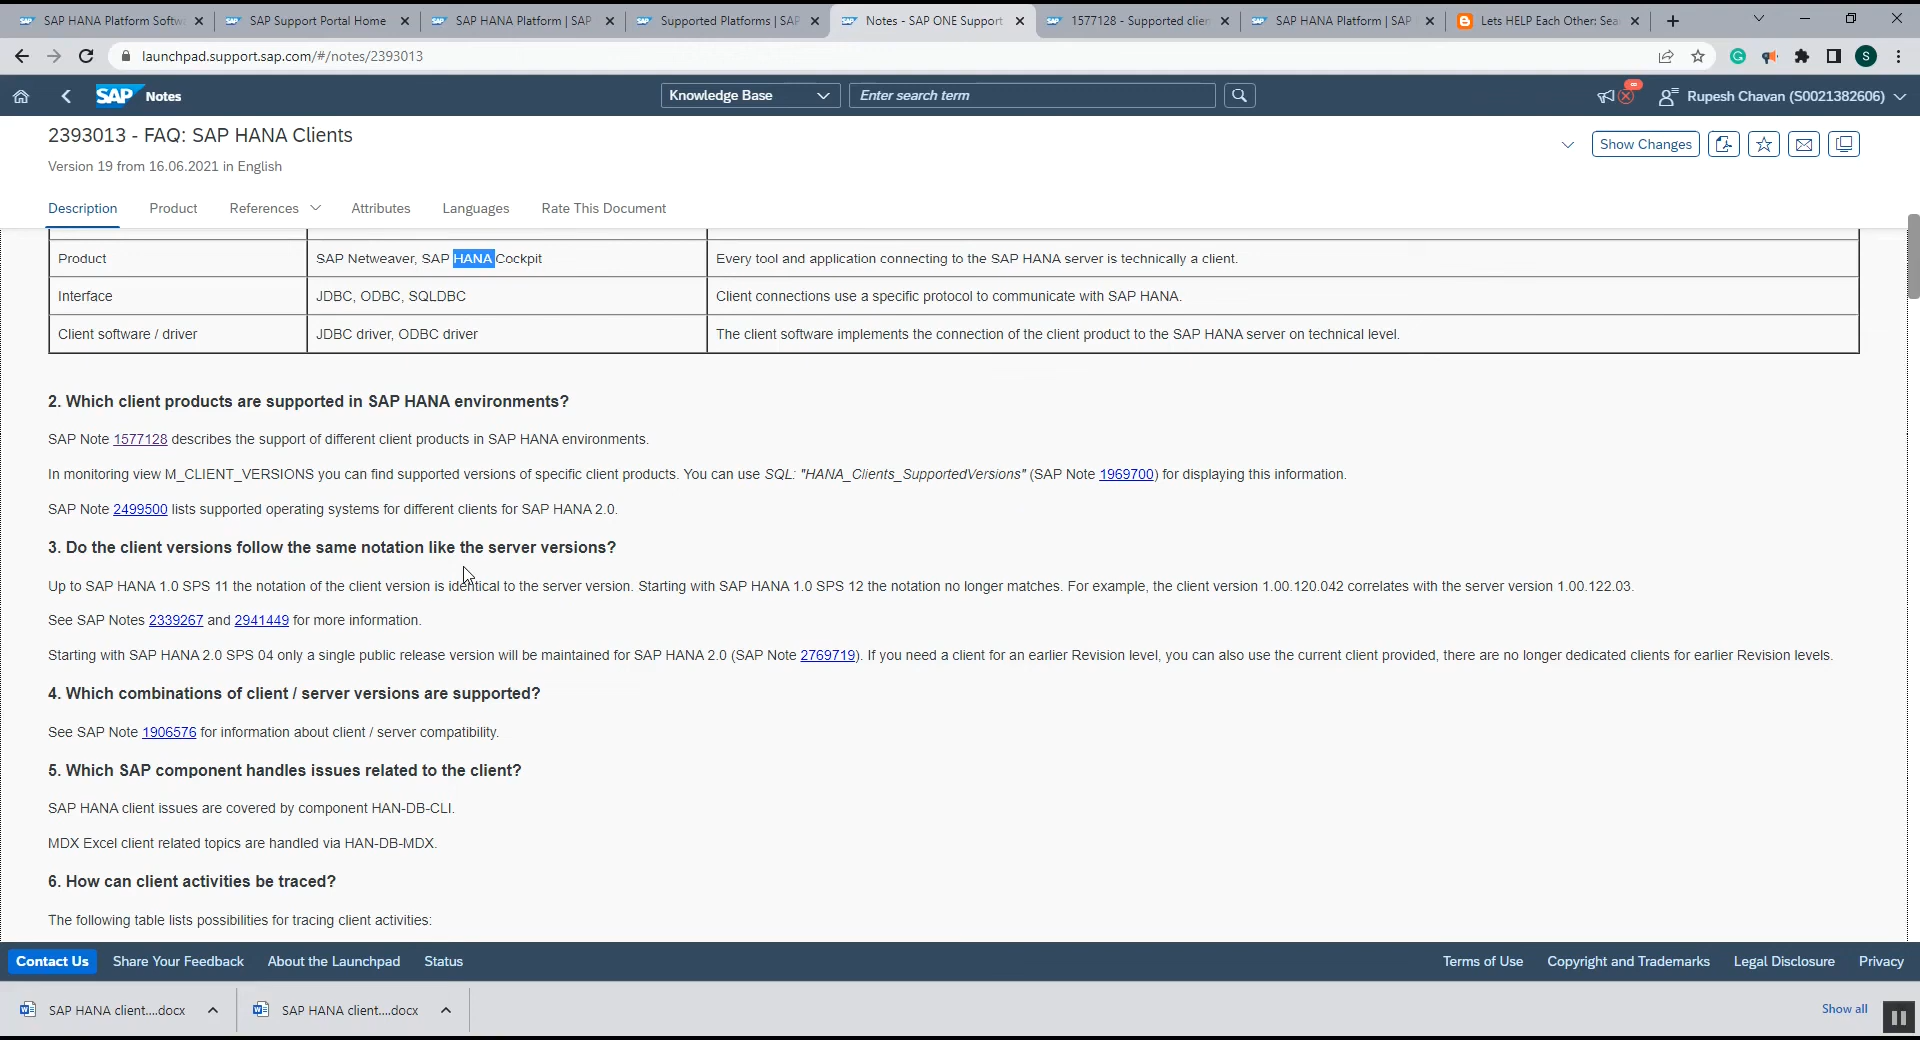 SAP HANA Platform Softw
SAP Support Portal Home
SAP HANA Platform | SAP
Supported Platforms | SAP
Notes - SAP ONE Support
1577128 - Supported clien
SAP HANA Platform | SAP
Lets HELP Each Other: Sea
launchpad.support.sap.com/#/notes/2393013
S
SAP Notes
Knowledge Base
Enter search term
Rupesh Chavan (S0021382606)
2393013 - FAQ: SAP HANA Clients
Show Changes
Version 19 from 16.06.2021 in English
Description Product References Attributes Languages Rate This Document
Product SAP Netweaver, SAP HANA Cockpit Every tool and application connecting to the SAP HANA server is technically a client.
Interface JDBC, ODBC, SQLDBC Client connections use a specific protocol to communicate with SAP HANA.
Client software / driver JDBC driver, ODBC driver The client software implements the connection of the client product to the SAP HANA server on technical level.
2. Which client products are supported in SAP HANA environments?
SAP Note 1577128 describes the support of different client products in SAP HANA environments.
In monitoring view M_CLIENT_VERSIONS you can find supported versions of specific client products. You can use SQL: "HANA_Clients_SupportedVersions" (SAP Note 1969700) for displaying this information.
SAP Note 2499500 lists supported operating systems for different clients for SAP HANA 2.0.
3. Do the client versions follow the same notation like the server versions?
Up to SAP HANA 1.0 SPS 11 the notation of the client version is identical to the server version. Starting with SAP HANA 1.0 SPS 12 the notation no longer matches. For example, the client version 1.00.120.042 correlates with the server version 1.00.122.03.
See SAP Notes 2339267 and 2941449 for more information.
Starting with SAP HANA 2.0 SPS 04 only a single public release version will be maintained for SAP HANA 2.0 (SAP Note 2769719). If you need a client for an earlier Revision level, you can also use the current client provided, there are no longer dedicated clients for earlier Revision levels.
4. Which combinations of client / server versions are supported?
See SAP Note 1906576 for information about client / server compatibility.
5. Which SAP component handles issues related to the client?
SAP HANA client issues are covered by component HAN-DB-CLI.
MDX Excel client related topics are handled via HAN-DB-MDX.
6. How can client activities be traced?
The following table lists possibilities for tracing client activities:
Contact Us Share Your Feedback About the Launchpad Status Terms of Use Copyright and Trademarks Legal Disclosure Privacy
SAP HANA client....docx
SAP HANA client....docx
Show all